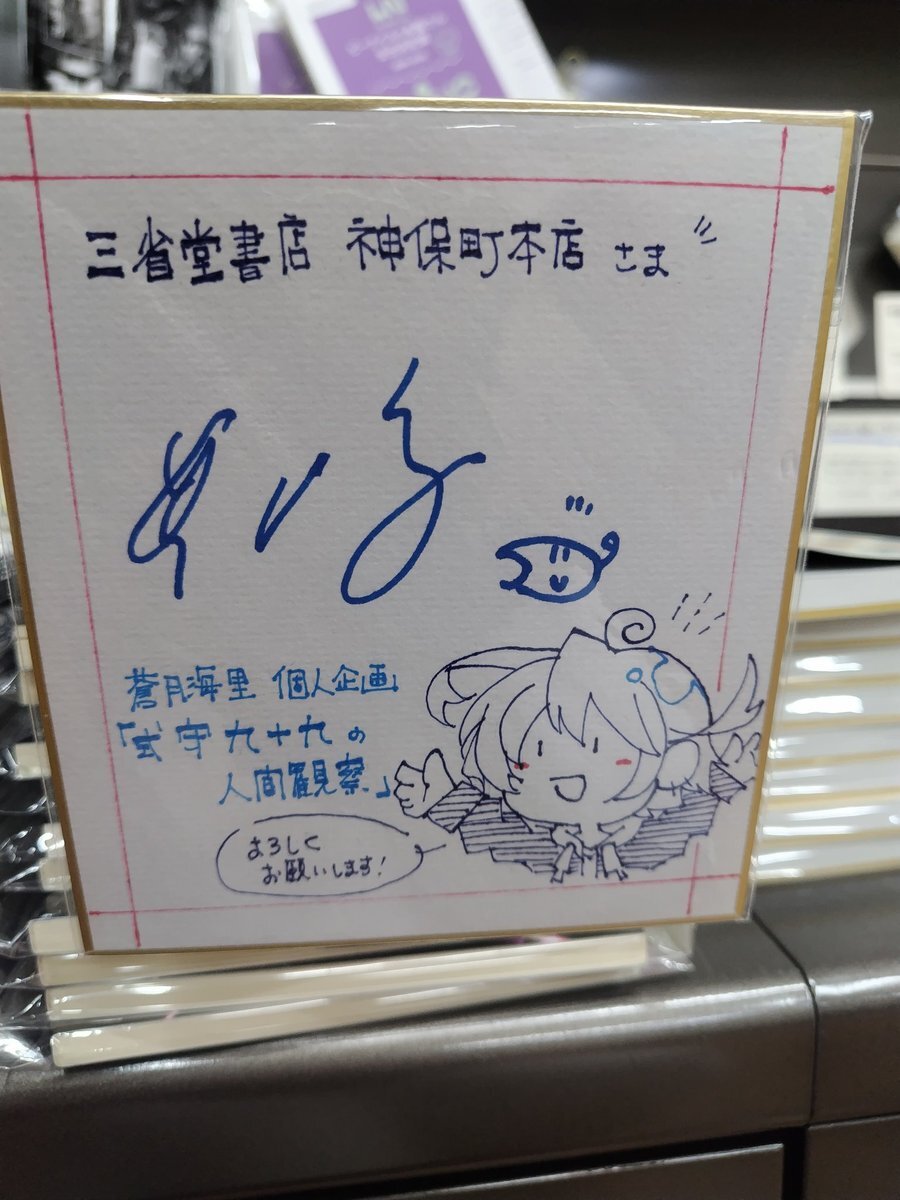 三省堂書店 神保町本店 さま
蒼月海里 個人企画
「式守九十九の
人間観察」
よろしく
お願いします!